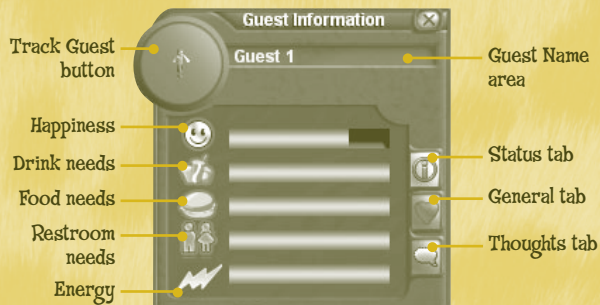 Guest Information
Track Guest
button
Guest 1
Guest Name
area
Happiness
Drink needs
Food needs
Restroom
needs
Energy
Status tab
General tab
Thoughts tab